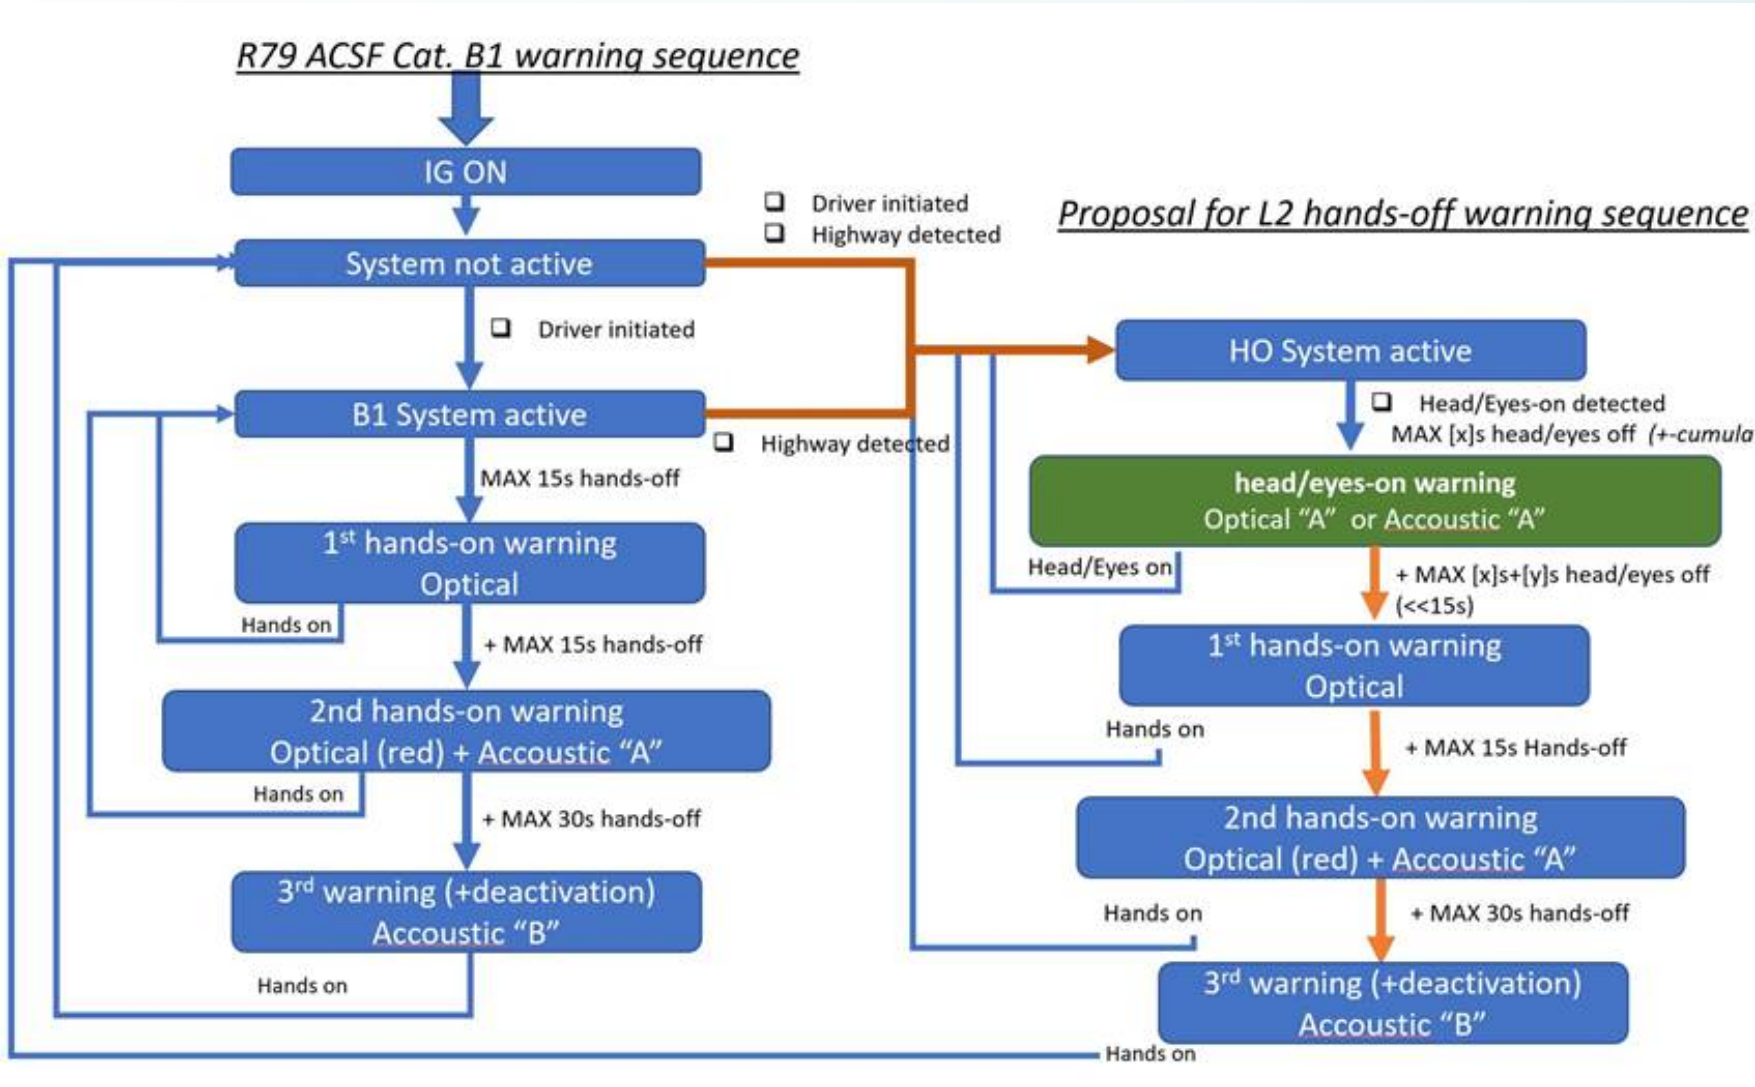 R79 ACSF Cat. B1 warning sequence
IG ON
System not active
❑ Driver initiated
B1 System active
MAX 15s hands-off
1st hands-on warning
Optical
Hands on
+ MAX 15s hands-off
2nd hands-on warning
Optical (red) + Accoustic “A”
Hands on
+ MAX 30s hands-off
3rd warning (+deactivation)
Accoustic “B”
Hands on
❑ Driver initiated
❑ Highway detected
❑ Highway detected
Proposal for L2 hands-off warning sequence
HO System active
❑ Head/Eyes-on detected
MAX [x]s head/eyes off (+-cumula
head/eyes-on warning
Optical “A” or Accoustic “A”
Head/Eyes on
+ MAX [x]s+[y]s head/eyes off
(<<15s)
1st hands-on warning
Optical
Hands on
+ MAX 15s Hands-off
2nd hands-on warning
Optical (red) + Accoustic “A”
Hands on
+ MAX 30s hands-off
3rd warning (+deactivation)
Accoustic “B”
Hands on